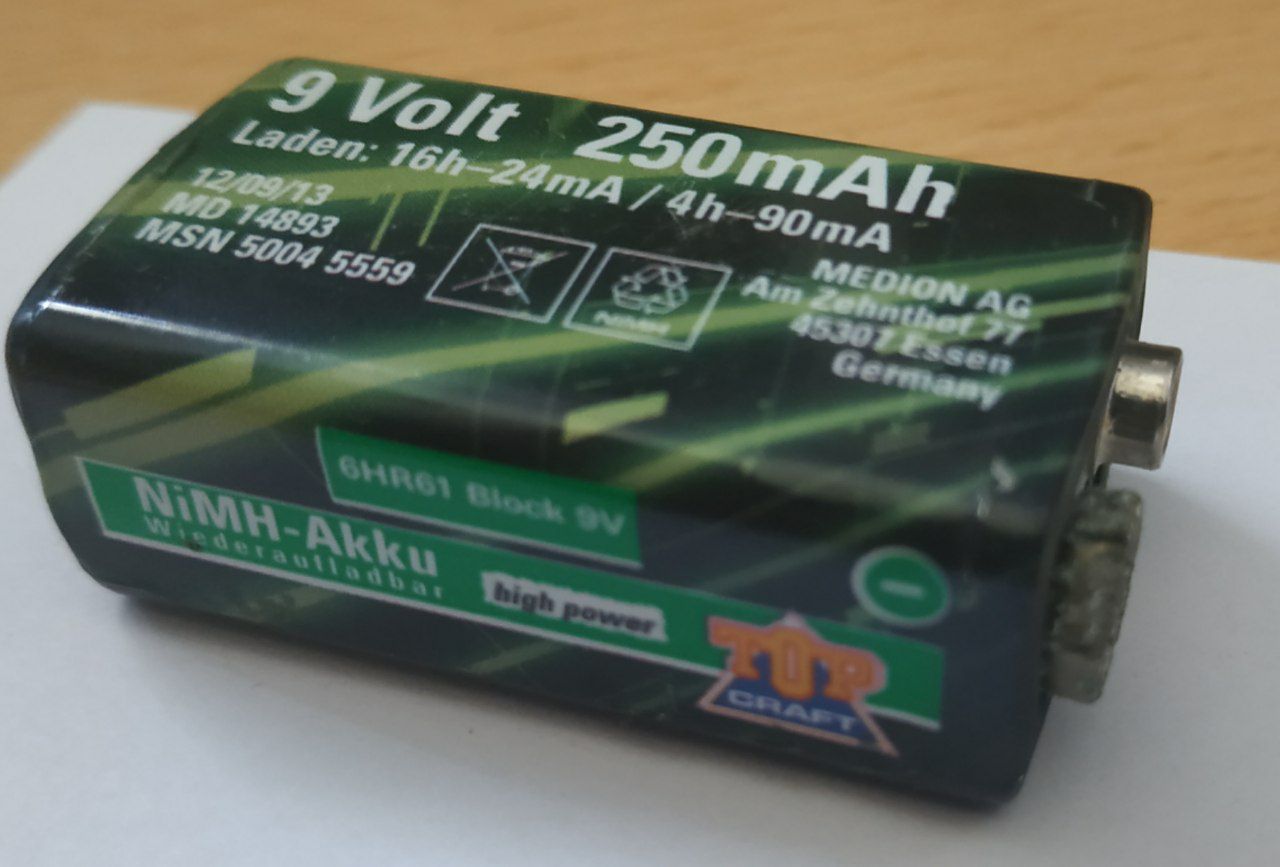 9 Volt 250mAh
Laden: 16h–24mA / 4h–90mA
12/09/13
MD 14893
MSN 5004 5559
NiMH
MEDION AG
Am Zehnthof 77
45307 Essen
Germany
6HR61 Block 9V
NiMH-Akku
Wiederaufladbar
high power
TOP
CRAFT